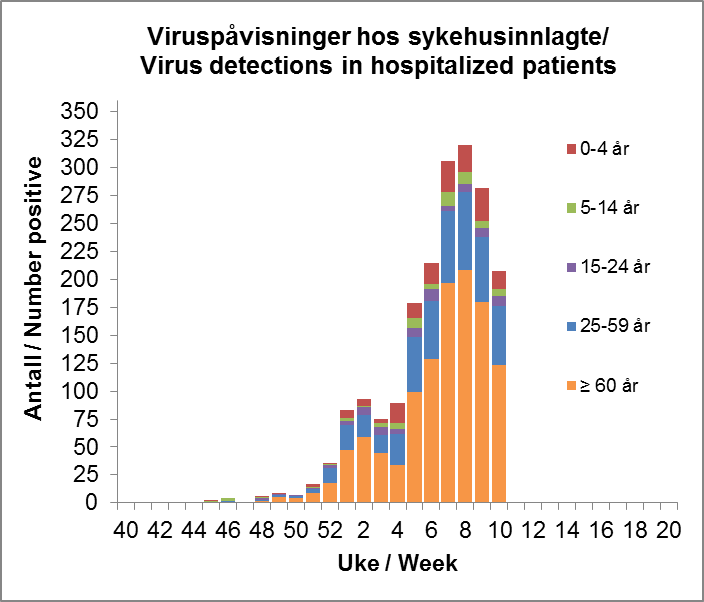 Viruspåvisninger hos sykehusinnlagte/
Virus detections in hospitalized patients
Antall / Number positive
350
325
300
275
250
225
200
175
150
125
100
75
50
25
0
40 42 44 46 48 50 52 2 4 6 8 10 12 14 16 18 20
Uke / Week
0-4 år
5-14 år
15-24 år
25-59 år
≥ 60 år